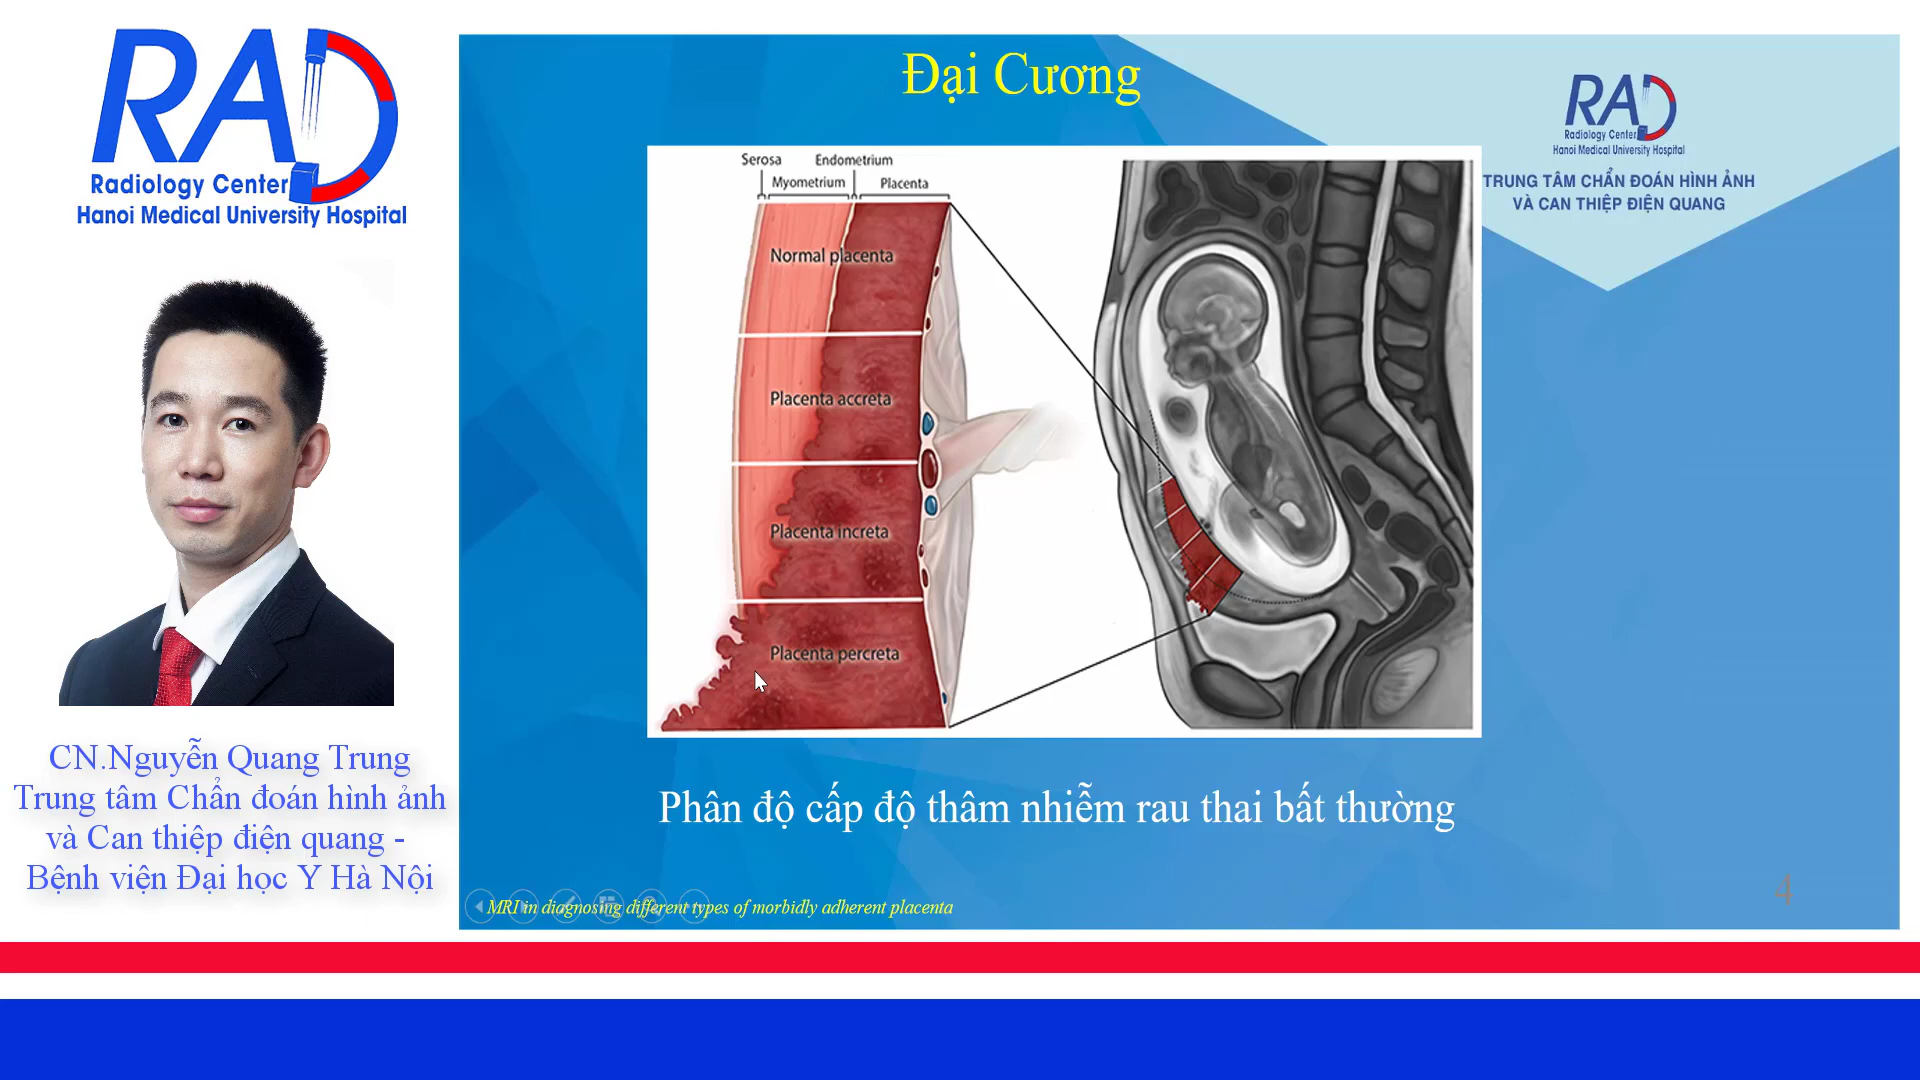 RAD
Radiology Center
Hanoi Medical University Hospital
CN.Nguyễn Quang Trung
Trung tâm Chẩn đoán hình ảnh
và Can thiệp điện quang -
Bệnh viện Đại học Y Hà Nội
Đại Cương
RAD
Radiology Center
Hanoi Medical University Hospital
TRUNG TÂM CHẨN ĐOÁN HÌNH ẢNH
VÀ CAN THIỆP ĐIỆN QUANG
Serosa Endometrium
Myometrium Placenta
Normal placenta
Placenta accreta
Placenta increta
Placenta percreta
Phân độ cấp độ thâm nhiễm rau thai bất thường
MRI in diagnosing different types of morbidly adherent placenta
4